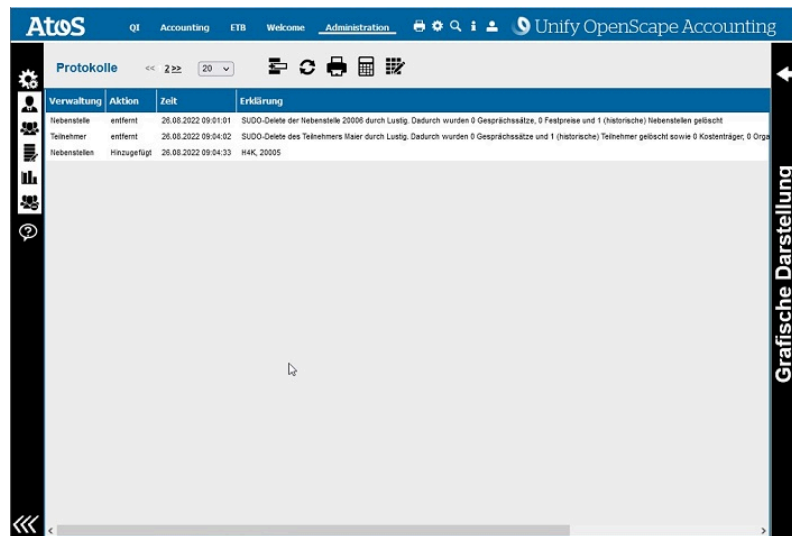 Atos QI Accounting ETB Welcome Administration Unify OpenScape Accounting
Protokolle << 2 >> 20
Verwaltung Aktion Zeit Erklärung
Nebenstelle entfernt 26.08.2022 09:01:01 SUDO-Delete der Nebenstelle 20006 durch Lustig. Dadurch wurden 0 Gesprächssätze, 0 Festpreise und 1 (historische) Nebenstellen gelöscht
Teilnehmer entfernt 26.08.2022 09:04:02 SUDO-Delete des Teilnehmers Maier durch Lustig. Dadurch wurden 0 Gesprächssätze und 1 (historische) Teilnehmer gelöscht sowie 0 Kostenträger, 0 Orga
Nebenstellen Hinzugefügt 26.08.2022 09:04:33 H4K, 20005
Grafische Darstellung